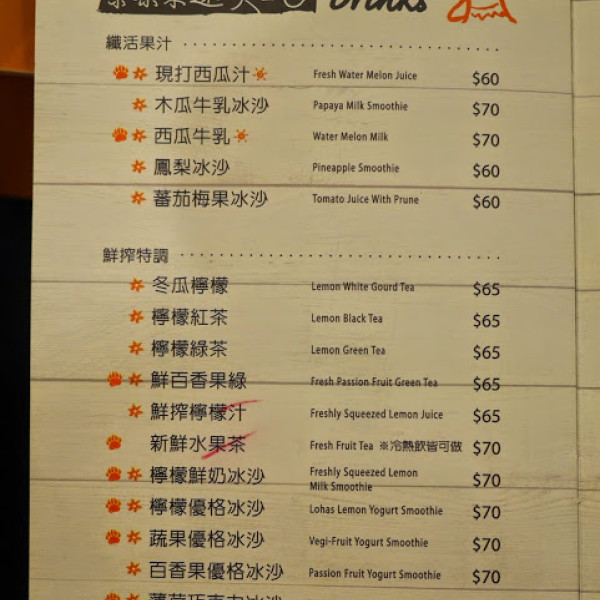 Drinks
纖活果汁
現打西瓜汁 Fresh Water Melon Juice $60
木瓜牛乳冰沙 Papaya Milk Smoothie $70
西瓜牛乳 Water Melon Milk $70
鳳梨冰沙 Pineapple Smoothie $60
蕃茄梅果冰沙 Tomato Juice With Prune $60
鮮搾特調
冬瓜檸檬 Lemon White Gourd Tea $65
檸檬紅茶 Lemon Black Tea $65
檸檬綠茶 Lemon Green Tea $65
鮮百香果綠 Fresh Passion Fruit Green Tea $65
鮮搾檸檬汁 Freshly Squeezed Lemon Juice $65
新鮮水果茶 Fresh Fruit Tea ※冷熱飲皆可做 $70
檸檬鮮奶冰沙 Freshly Squeezed Lemon Milk Smoothie $70
檸檬優格冰沙 Lohas Lemon Yogurt Smoothie $70
蔬果優格冰沙 Vegi-Fruit Yogurt Smoothie $70
百香果優格冰沙 Passion Fruit Yogurt Smoothie $70